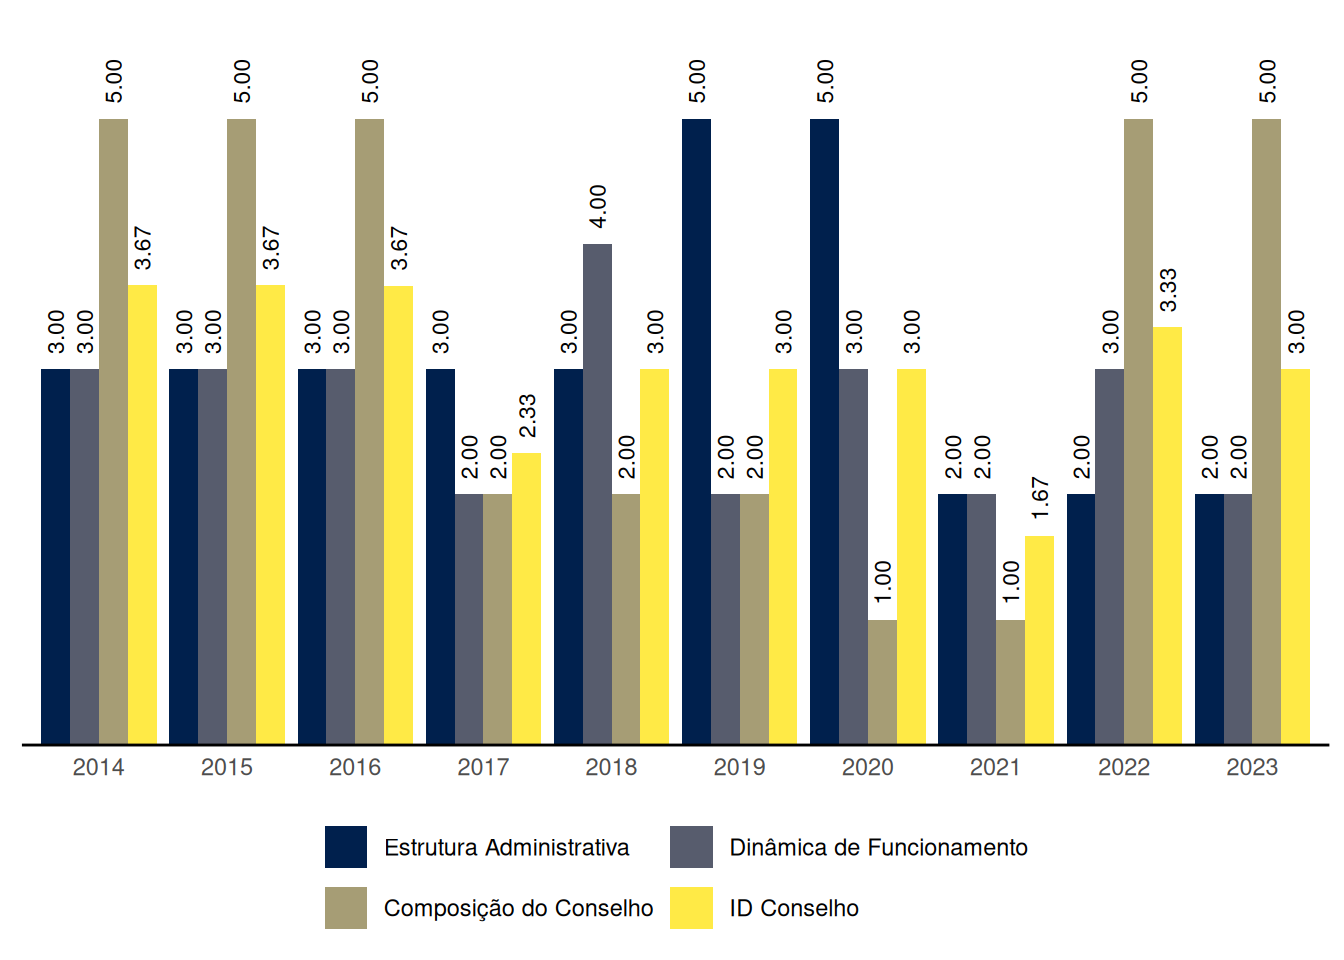 3.00 3.00 5.00 3.67 3.00 3.00 5.00 3.67 3.00 3.00 5.00 3.67 3.00 2.00 2.00 2.33 3.00 4.00 2.00 3.00 5.00 2.00 2.00 3.00 5.00 3.00 1.00 3.00 2.00 2.00 1.00 1.67 2.00 3.00 5.00 3.33 2.00 2.00 5.00 3.00
2014 2015 2016 2017 2018 2019 2020 2021 2022 2023
Estrutura Administrativa Dinâmica de Funcionamento
Composição do Conselho ID Conselho